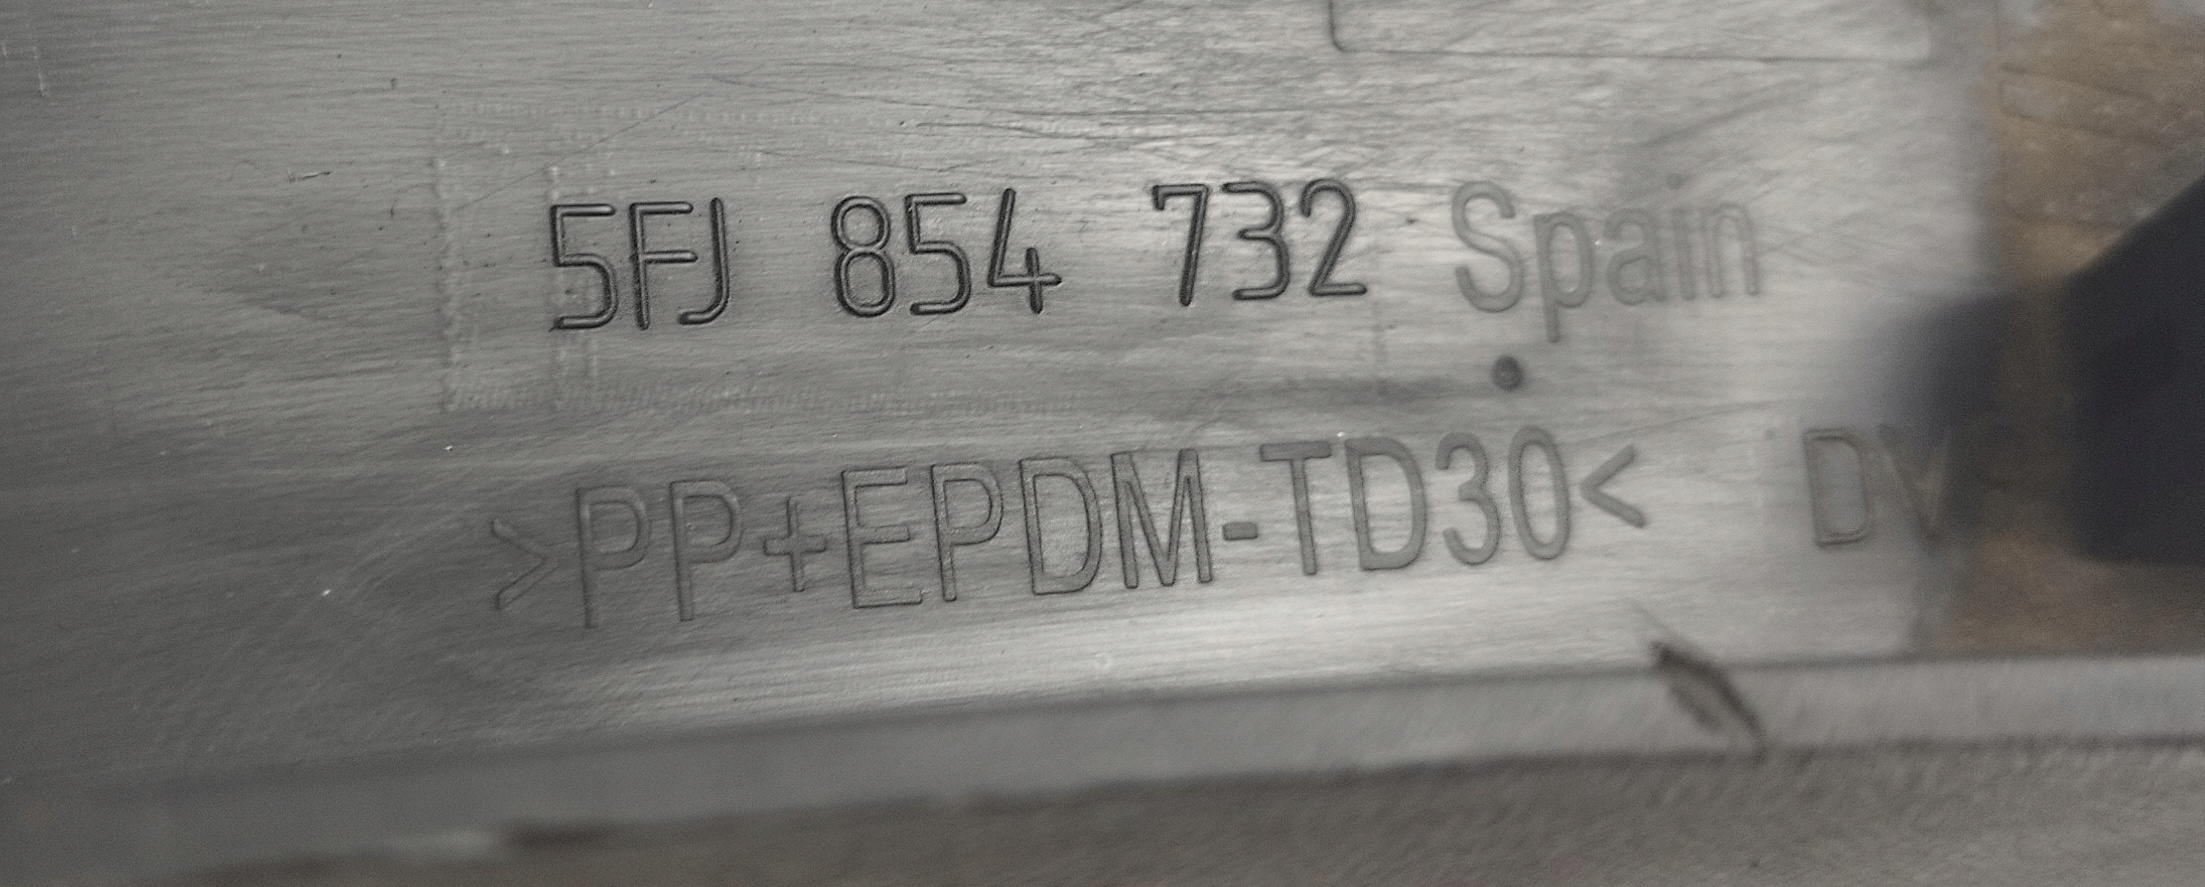 5FJ 854 732 Spain
>PP+EPDM-TD30<